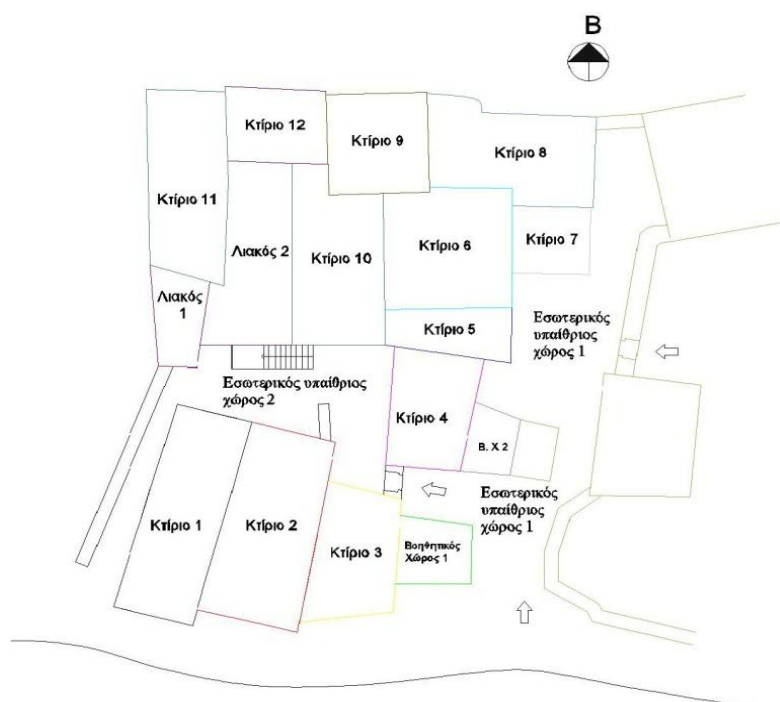 Β
Κτίριο 12
Κτίριο 9
Κτίριο 8
Κτίριο 11
Λιακός 2
Κτίριο 10
Κτίριο 6
Κτίριο 7
Λιακός
1
Κτίριο 5
Εσωτερικός
υπαίθριος
χώρος 1
Εσωτερικός υπαίθριος
χώρος 2
Κτίριο 4
Β. Χ 2
Εσωτερικός
υπαίθριος
χώρος 1
Κτίριο 1
Κτίριο 2
Κτίριο 3
Βοηθητικός
Χώρος 1